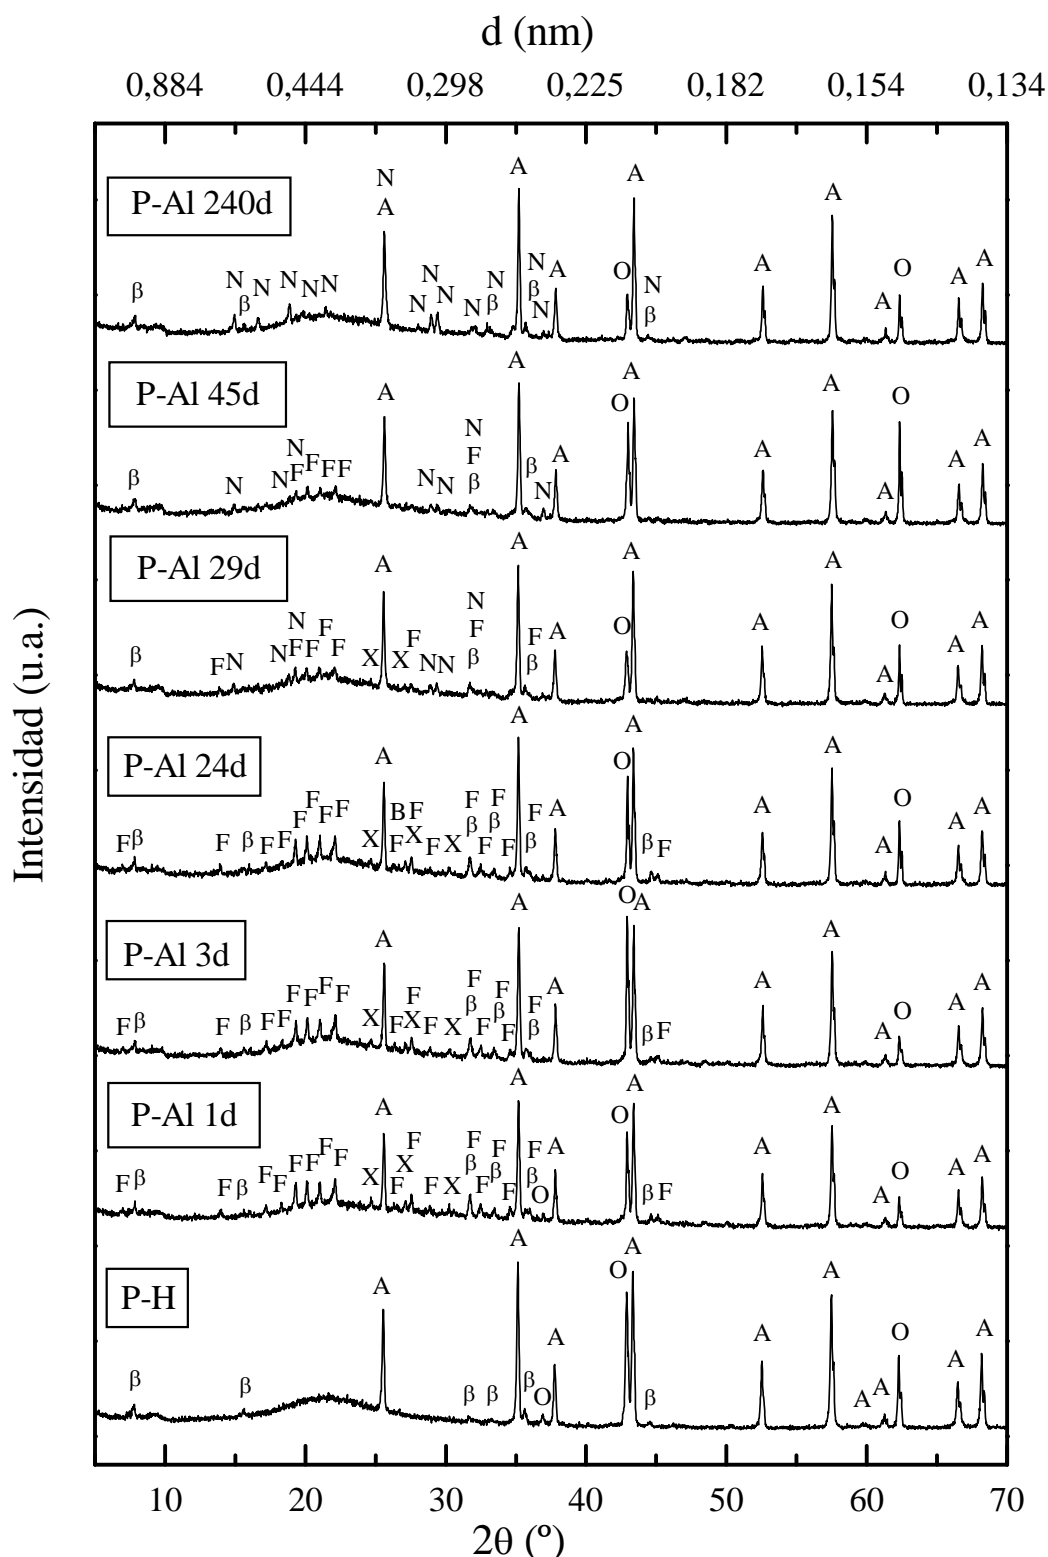 d (nm)
0,884 0,444 0,298 0,225 0,182 0,154 0,134
Intensidad (u.a.)
P-Al 240d
β N β N N N N N A N N N N N β A N β N A O A N β A A A O A A
P-Al 45d
β N N N F F F F A N N N F β A β N A O A A A A O A A
P-Al 29d
β F N N N F F F F X A X F N N N F β A F β A O A A A A O A A
P-Al 24d
F β F β F F F F F F X A B F F X F X F β F F β F A F β A O A β F A A A O A A
P-Al 3d
F β F β F F F F F F X A F F X F X F β F F β F A F β A O A β F A A A O A A
P-Al 1d
F β F β F F F F F F X A F X F F X F β F F β F A F β O A O A β F A A A O A A
P-H
β β A β β A β O A O A β A A A A O A A
10 20 30 40 50 60 70
2θ (º)